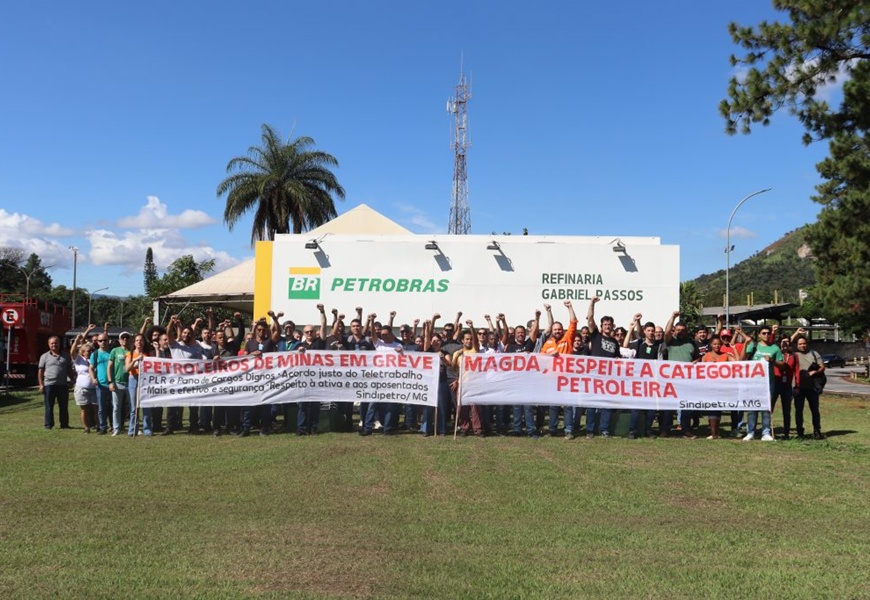 BR PETROBRAS
REFINARIA
GABRIEL PASSOS
PETROLEIROS DE MINAS EM GREVE
PLR e Plano de Cargos Dignos * Acordo justo do Teletrabalho
*Mais e efetivo e segurança * Respeito à ativa e aos aposentados
Sindipetro/MG
MAGDA, RESPEITE A CATEGORIA
PETROLEIRA
Sindipetro/MG